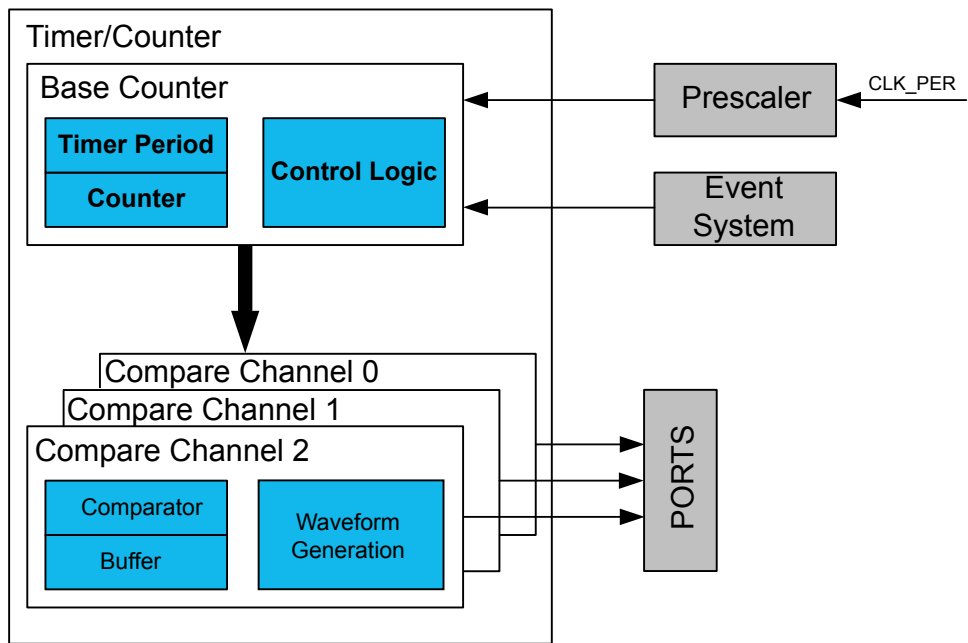 Timer/Counter
Base Counter
Timer Period
Counter
Control Logic
Prescaler
CLK_PER
Event
System
Compare Channel 0
Compare Channel 1
Compare Channel 2
Comparator
Buffer
Waveform
Generation
PORTS